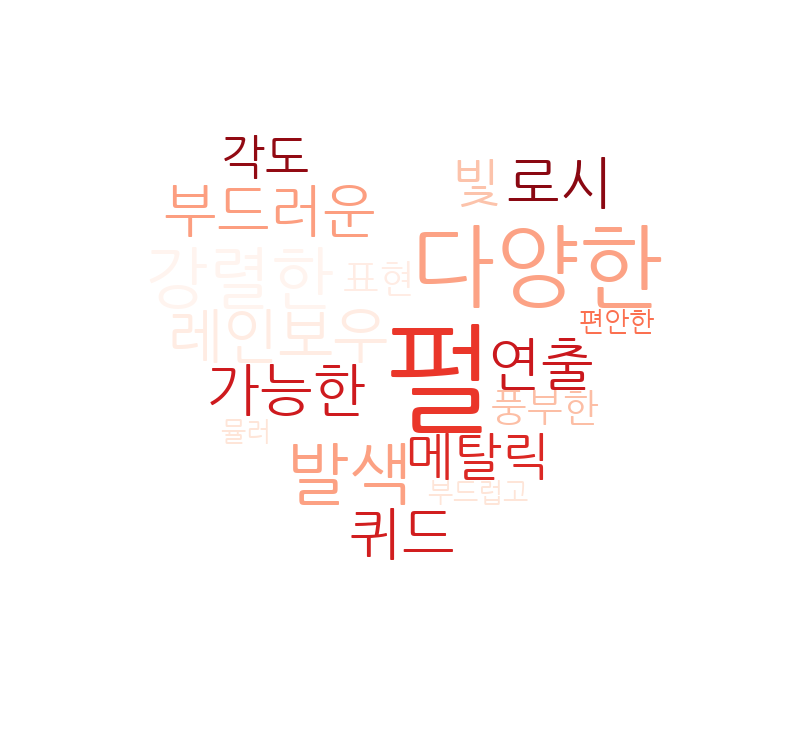 각도
빛
로시
부드러운
다양한
강렬한
표현
레인보우
편안한
펄
연출
가능한
풍부한
뮬러
발색
메탈릭
부드럽고
퀴드